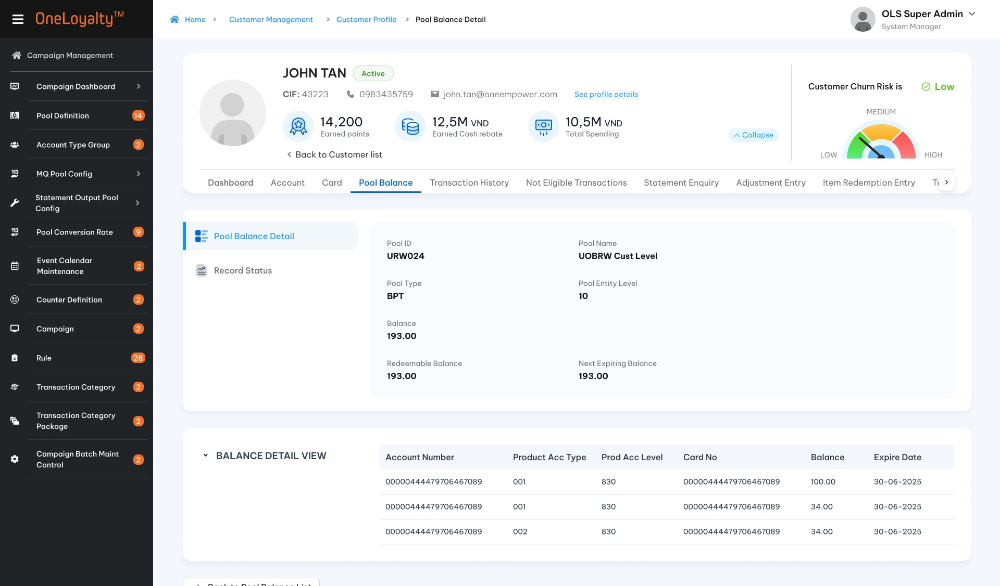 OneLoyalty™
Home
Customer Management
Customer Profile
Pool Balance Detail
OLS Super Admin
System Manager
Campaign Management
Campaign Dashboard
Pool Definition 14
Account Type Group 2
MQ Pool Config
Statement Output Pool
Config
Pool Conversion Rate 9
Event Calendar
Maintenance 2
Counter Definition 2
Campaign 2
Rule 28
Transaction Category 2
Transaction Category
Package 2
Campaign Batch Maint
Control 2
JOHN TAN Active
CIF: 43223 0983435759 john.tan@oneempower.com See profile details
14,200
Earned points
12,5M VND
Earned Cash rebate
10,5M VND
Total Spending
Collapse
Back to Customer list
Customer Churn Risk is Low
MEDIUM
LOW HIGH
Dashboard Account Card Pool Balance Transaction History Not Eligible Transactions Statement Enquiry Adjustment Entry Item Redemption Entry
Pool Balance Detail
Record Status
Pool ID
URW024
Pool Name
UOBRW Cust Level
Pool Type
BPT
Pool Entity Level
10
Balance
193.00
Redeemable Balance
193.00
Next Expiring Balance
193.00
BALANCE DETAIL VIEW
Account Number Product Acc Type Prod Acc Level Card No Balance Expire Date
00000444479706467089 001 830 00000444479706467089 100.00 30-06-2025
00000444479706467089 001 830 00000444479706467089 34.00 30-06-2025
00000444479706467089 002 830 00000444479706467089 34.00 30-06-2025
Back to Pool Balance List